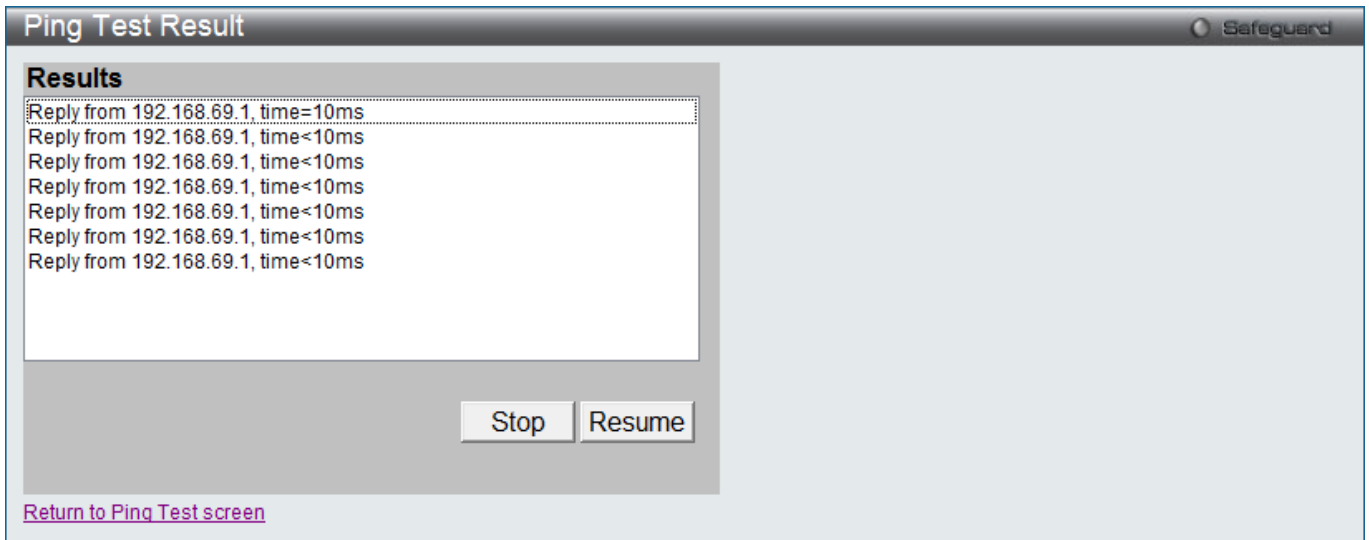 Ping Test Result
Safeguard
Results
Reply from 192.168.69.1, time=10ms
Reply from 192.168.69.1, time<10ms
Reply from 192.168.69.1, time<10ms
Reply from 192.168.69.1, time<10ms
Reply from 192.168.69.1, time<10ms
Reply from 192.168.69.1, time<10ms
Reply from 192.168.69.1, time<10ms
Stop Resume
Return to Ping Test screen